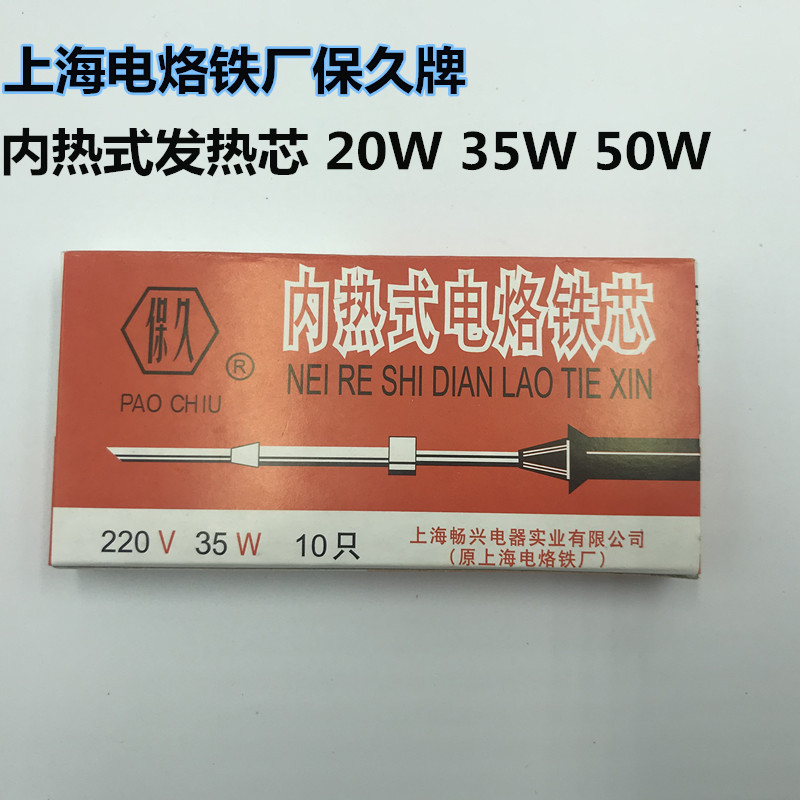 上海电烙铁厂保久牌
内热式发热芯 20W 35W 50W
保久
®
PAO CHIU
内热式电烙铁芯
NEI RE SHI DIAN LAO TIE XIN
220 V 35 W 10只
上海畅兴电器实业有限公司
(原上海电烙铁厂)